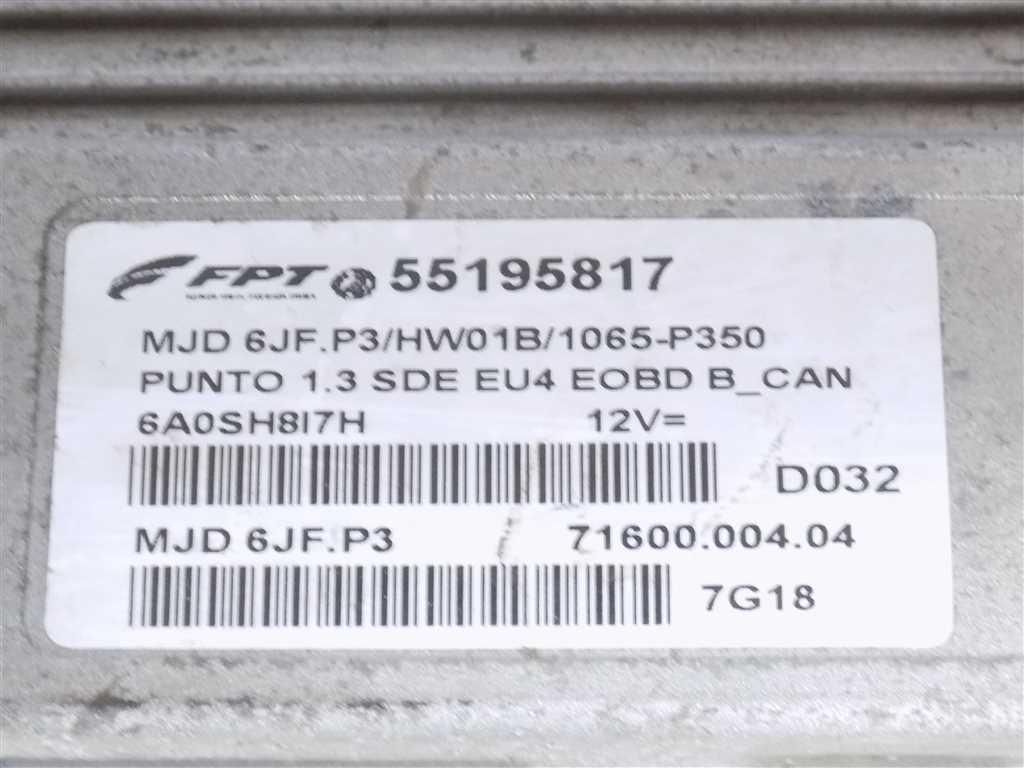 FPT 55195817
MJD 6JF.P3/HW01B/1065-P350
PUNTO 1.3 SDE EU4 EOBD B_CAN
6A0SH8I7H 12V=
D032
MJD 6JF.P3 71600.004.04
7G18